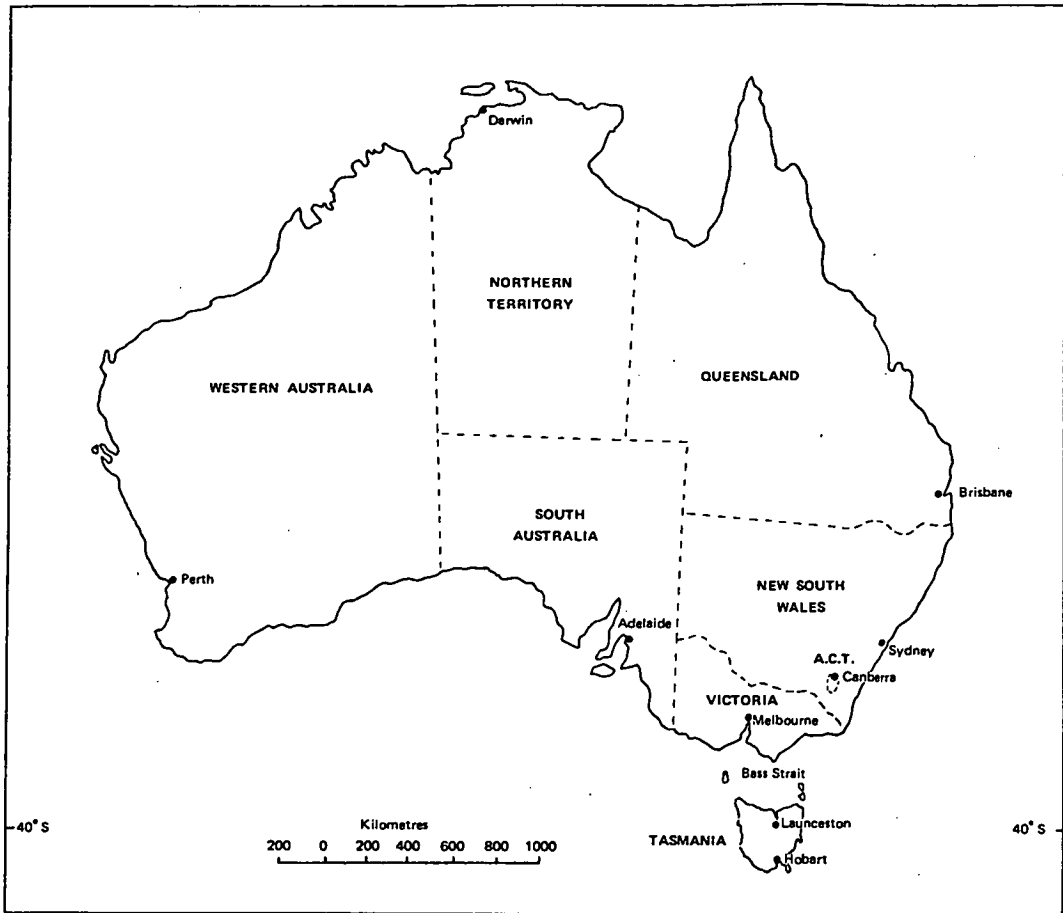 Darwin
NORTHERN
TERRITORY
WESTERN AUSTRALIA
QUEENSLAND
Brisbane
SOUTH
AUSTRALIA
Perth
NEW SOUTH
WALES
Adelaide
Sydney
A.C.T.
Canberra
VICTORIA
Melbourne
Bass Strait
40° S
Kilometres
200 0 200 400 600 800 1000
TASMANIA
Launceston
Hobart
40° S